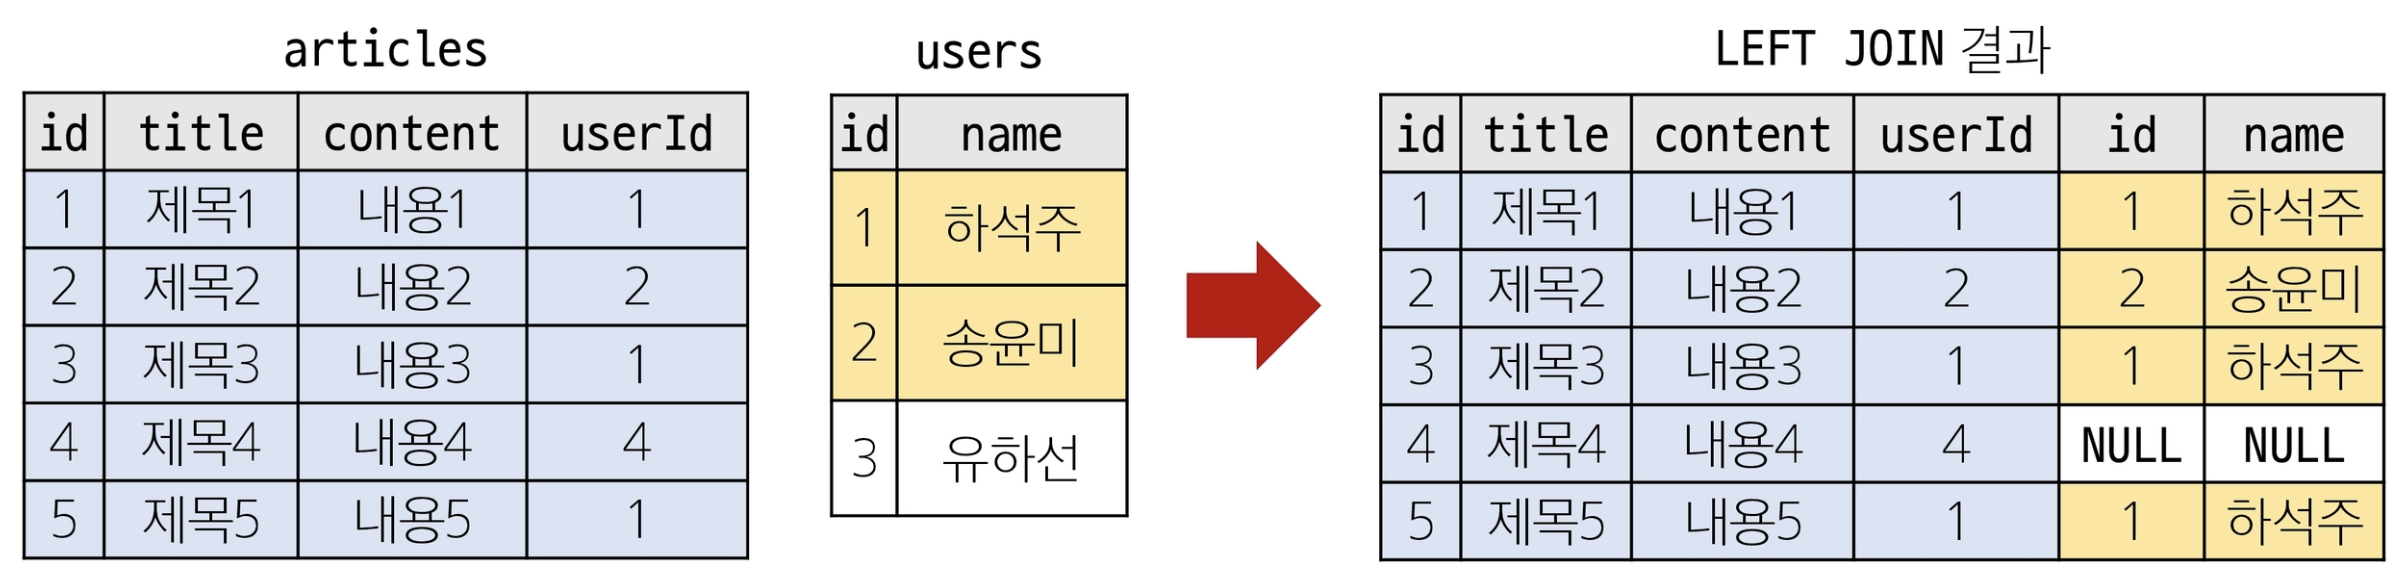 articles
id title content userId
1 제목1 내용1 1
2 제목2 내용2 2
3 제목3 내용3 1
4 제목4 내용4 4
5 제목5 내용5 1
users
id name
1 하석주
2 송윤미
3 유하선
LEFT JOIN 결과
id title content userId id name
1 제목1 내용1 1 1 하석주
2 제목2 내용2 2 2 송윤미
3 제목3 내용3 1 1 하석주
4 제목4 내용4 4 NULL NULL
5 제목5 내용5 1 1 하석주